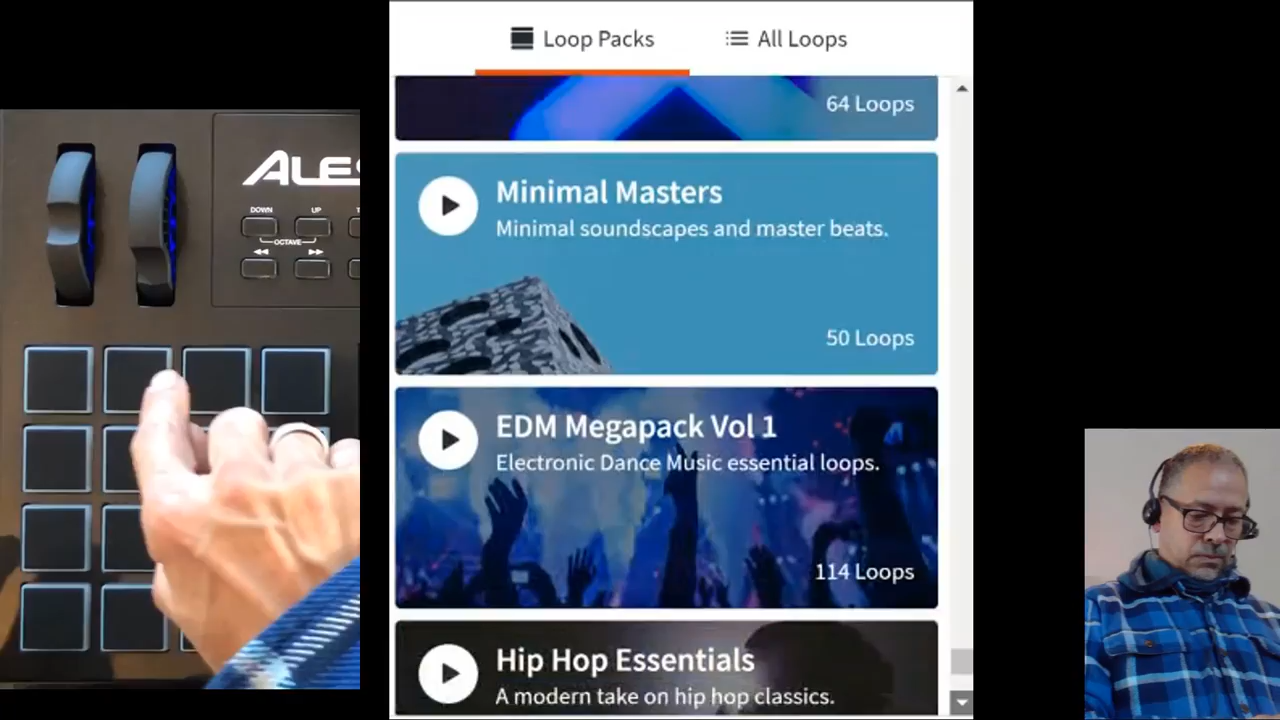 ALES
DOWN
UP
OCTAVE
Loop Packs
All Loops
64 Loops
Minimal Masters
Minimal soundscapes and master beats.
50 Loops
EDM Megapack Vol 1
Electronic Dance Music essential loops.
114 Loops
Hip Hop Essentials
A modern take on hip hop classics.